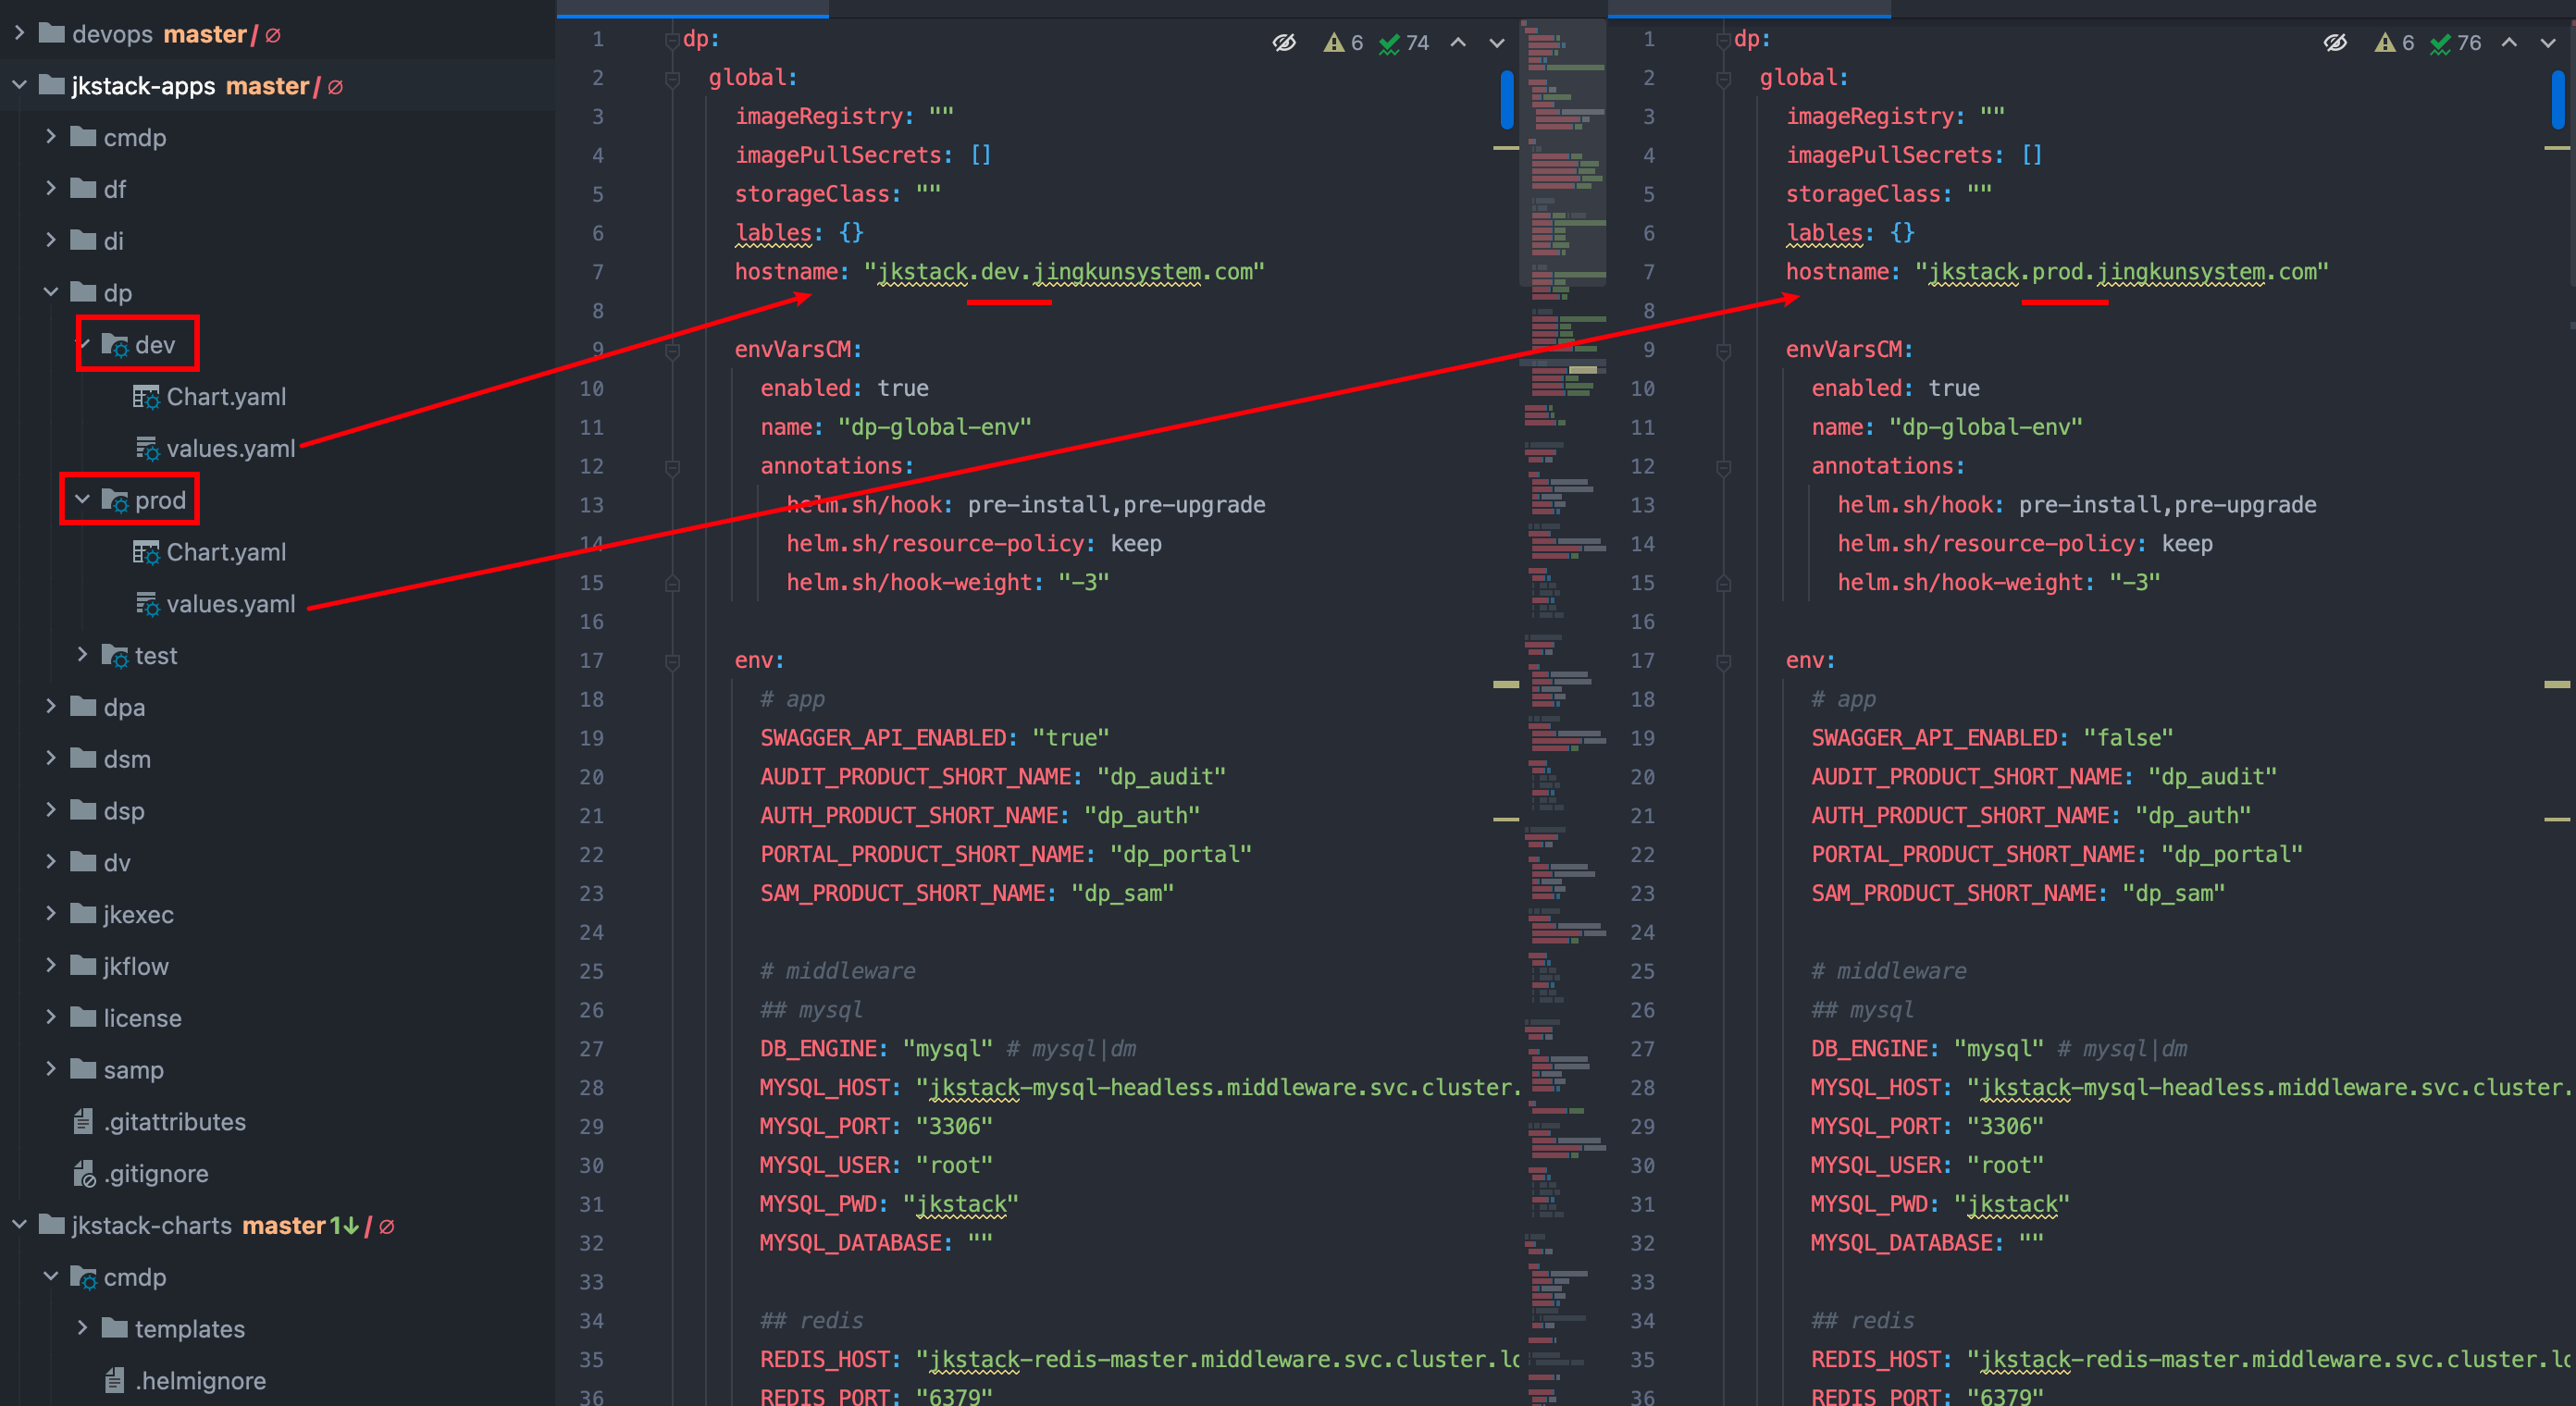 devops master / ∅
jkstack-apps master / ∅
cmdp
df
di
dp
dev
Chart.yaml
values.yaml
prod
Chart.yaml
values.yaml
test
dpa
dsm
dsp
dv
jkexec
jkflow
license
samp
.gitattributes
.gitignore
jkstack-charts master 1↓ / ∅
cmdp
templates
.helmignore
6 74
1 dp:
2 global:
3 imageRegistry: ""
4 imagePullSecrets: []
5 storageClass: ""
6 lables: {}
7 hostname: "jkstack.dev.jingkunsystem.com"
8
9 envVarsCM:
10 enabled: true
11 name: "dp-global-env"
12 annotations:
13 helm.sh/hook: pre-install,pre-upgrade
14 helm.sh/resource-policy: keep
15 helm.sh/hook-weight: "-3"
16
17 env:
18 # app
19 SWAGGER_API_ENABLED: "true"
20 AUDIT_PRODUCT_SHORT_NAME: "dp_audit"
21 AUTH_PRODUCT_SHORT_NAME: "dp_auth"
22 PORTAL_PRODUCT_SHORT_NAME: "dp_portal"
23 SAM_PRODUCT_SHORT_NAME: "dp_sam"
24
25 # middleware
26 ## mysql
27 DB_ENGINE: "mysql" # mysql|dm
28 MYSQL_HOST: "jkstack-mysql-headless.middleware.svc.cluster.
29 MYSQL_PORT: "3306"
30 MYSQL_USER: "root"
31 MYSQL_PWD: "jkstack"
32 MYSQL_DATABASE: ""
33
34 ## redis
35 REDIS_HOST: "jkstack-redis-master.middleware.svc.cluster.lo
36 REDIS_PORT: "6379"
6 76
1 dp:
2 global:
3 imageRegistry: ""
4 imagePullSecrets: []
5 storageClass: ""
6 lables: {}
7 hostname: "jkstack.prod.jingkunsystem.com"
8
9 envVarsCM:
10 enabled: true
11 name: "dp-global-env"
12 annotations:
13 helm.sh/hook: pre-install,pre-upgrade
14 helm.sh/resource-policy: keep
15 helm.sh/hook-weight: "-3"
16
17 env:
18 # app
19 SWAGGER_API_ENABLED: "false"
20 AUDIT_PRODUCT_SHORT_NAME: "dp_audit"
21 AUTH_PRODUCT_SHORT_NAME: "dp_auth"
22 PORTAL_PRODUCT_SHORT_NAME: "dp_portal"
23 SAM_PRODUCT_SHORT_NAME: "dp_sam"
24
25 # middleware
26 ## mysql
27 DB_ENGINE: "mysql" # mysql|dm
28 MYSQL_HOST: "jkstack-mysql-headless.middleware.svc.cluster.
29 MYSQL_PORT: "3306"
30 MYSQL_USER: "root"
31 MYSQL_PWD: "jkstack"
32 MYSQL_DATABASE: ""
33
34 ## redis
35 REDIS_HOST: "jkstack-redis-master.middleware.svc.cluster.lo
36 REDIS_PORT: "6379"